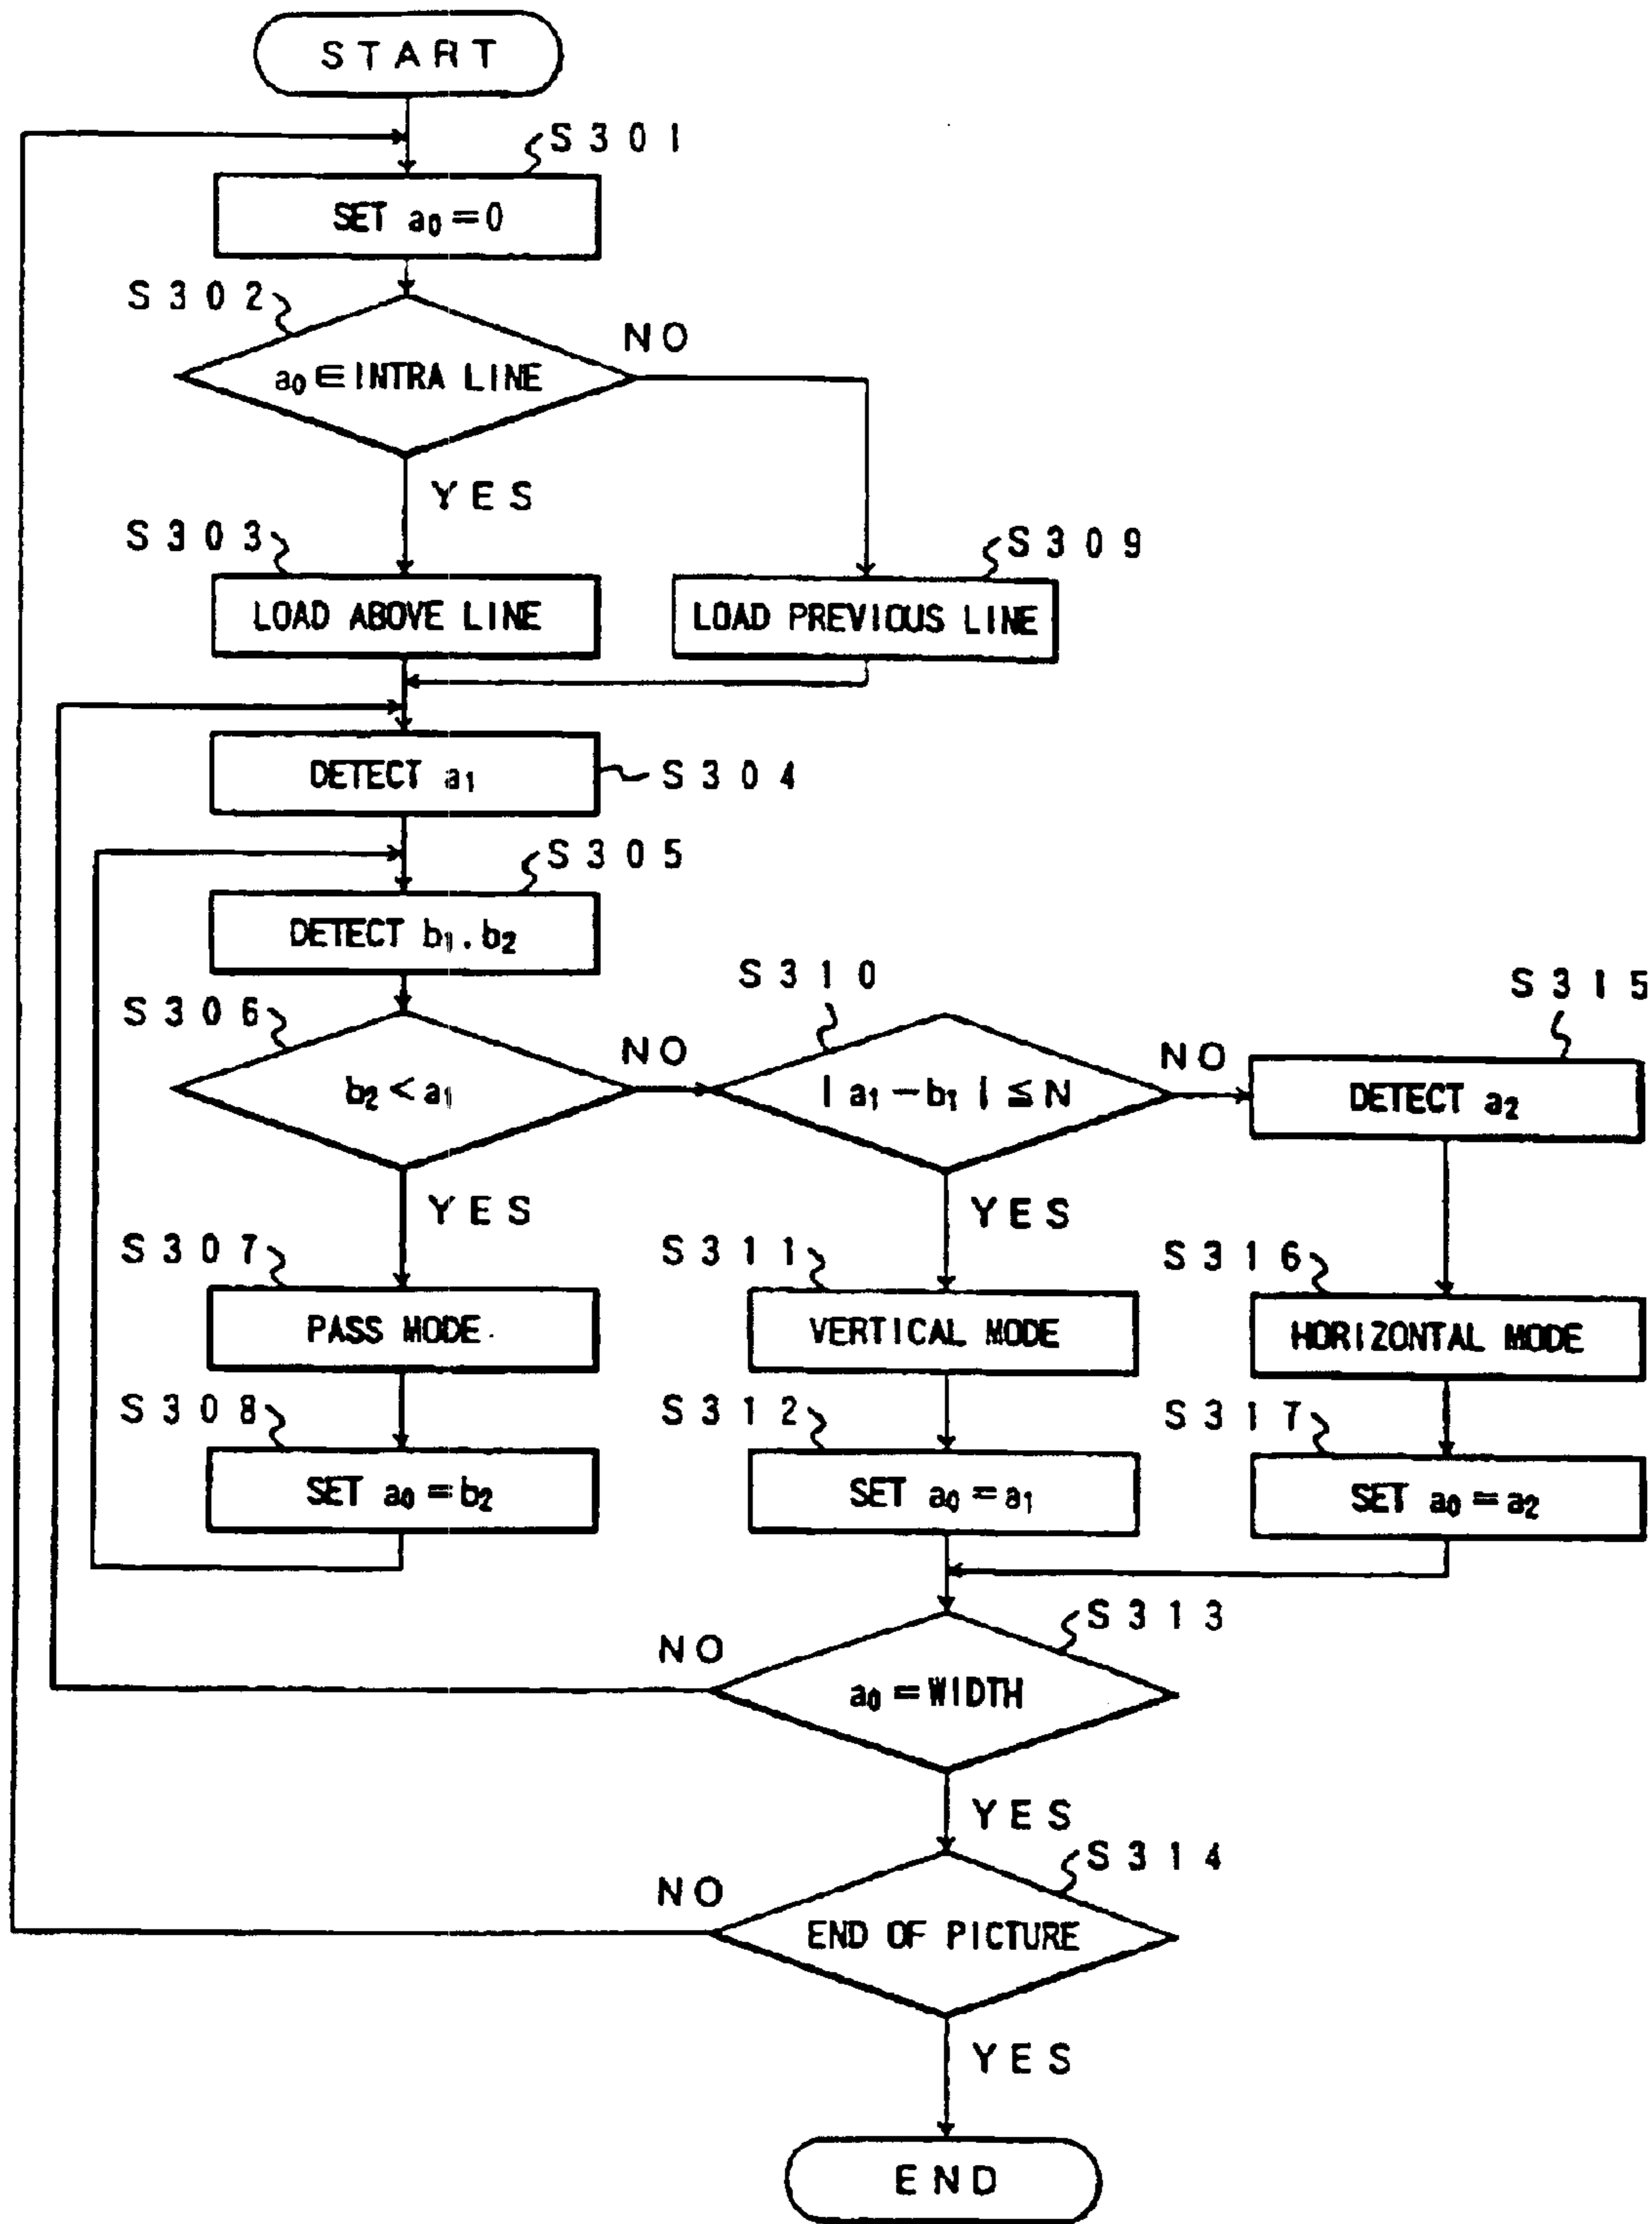 START
S301
SET a₀=0
S302
a₀∈INTRA LINE
NO
YES
S303
S309
LOAD ABOVE LINE
LOAD PREVIOUS LINE
DETECT a₁
S304
S305
DETECT b₁.b₂
S306
S310
S315
b₂<a₁
NO
|a₁−b₁|≦N
NO
DETECT a₂
YES
YES
S307
S311
S316
PASS MODE
VERTICAL MODE
HORIZONTAL MODE
S308
S312
S317
SET a₀=b₂
SET a₀=a₁
SET a₀=a₂
S313
NO
a₀=WIDTH
YES
S314
NO
END OF PICTURE
YES
END